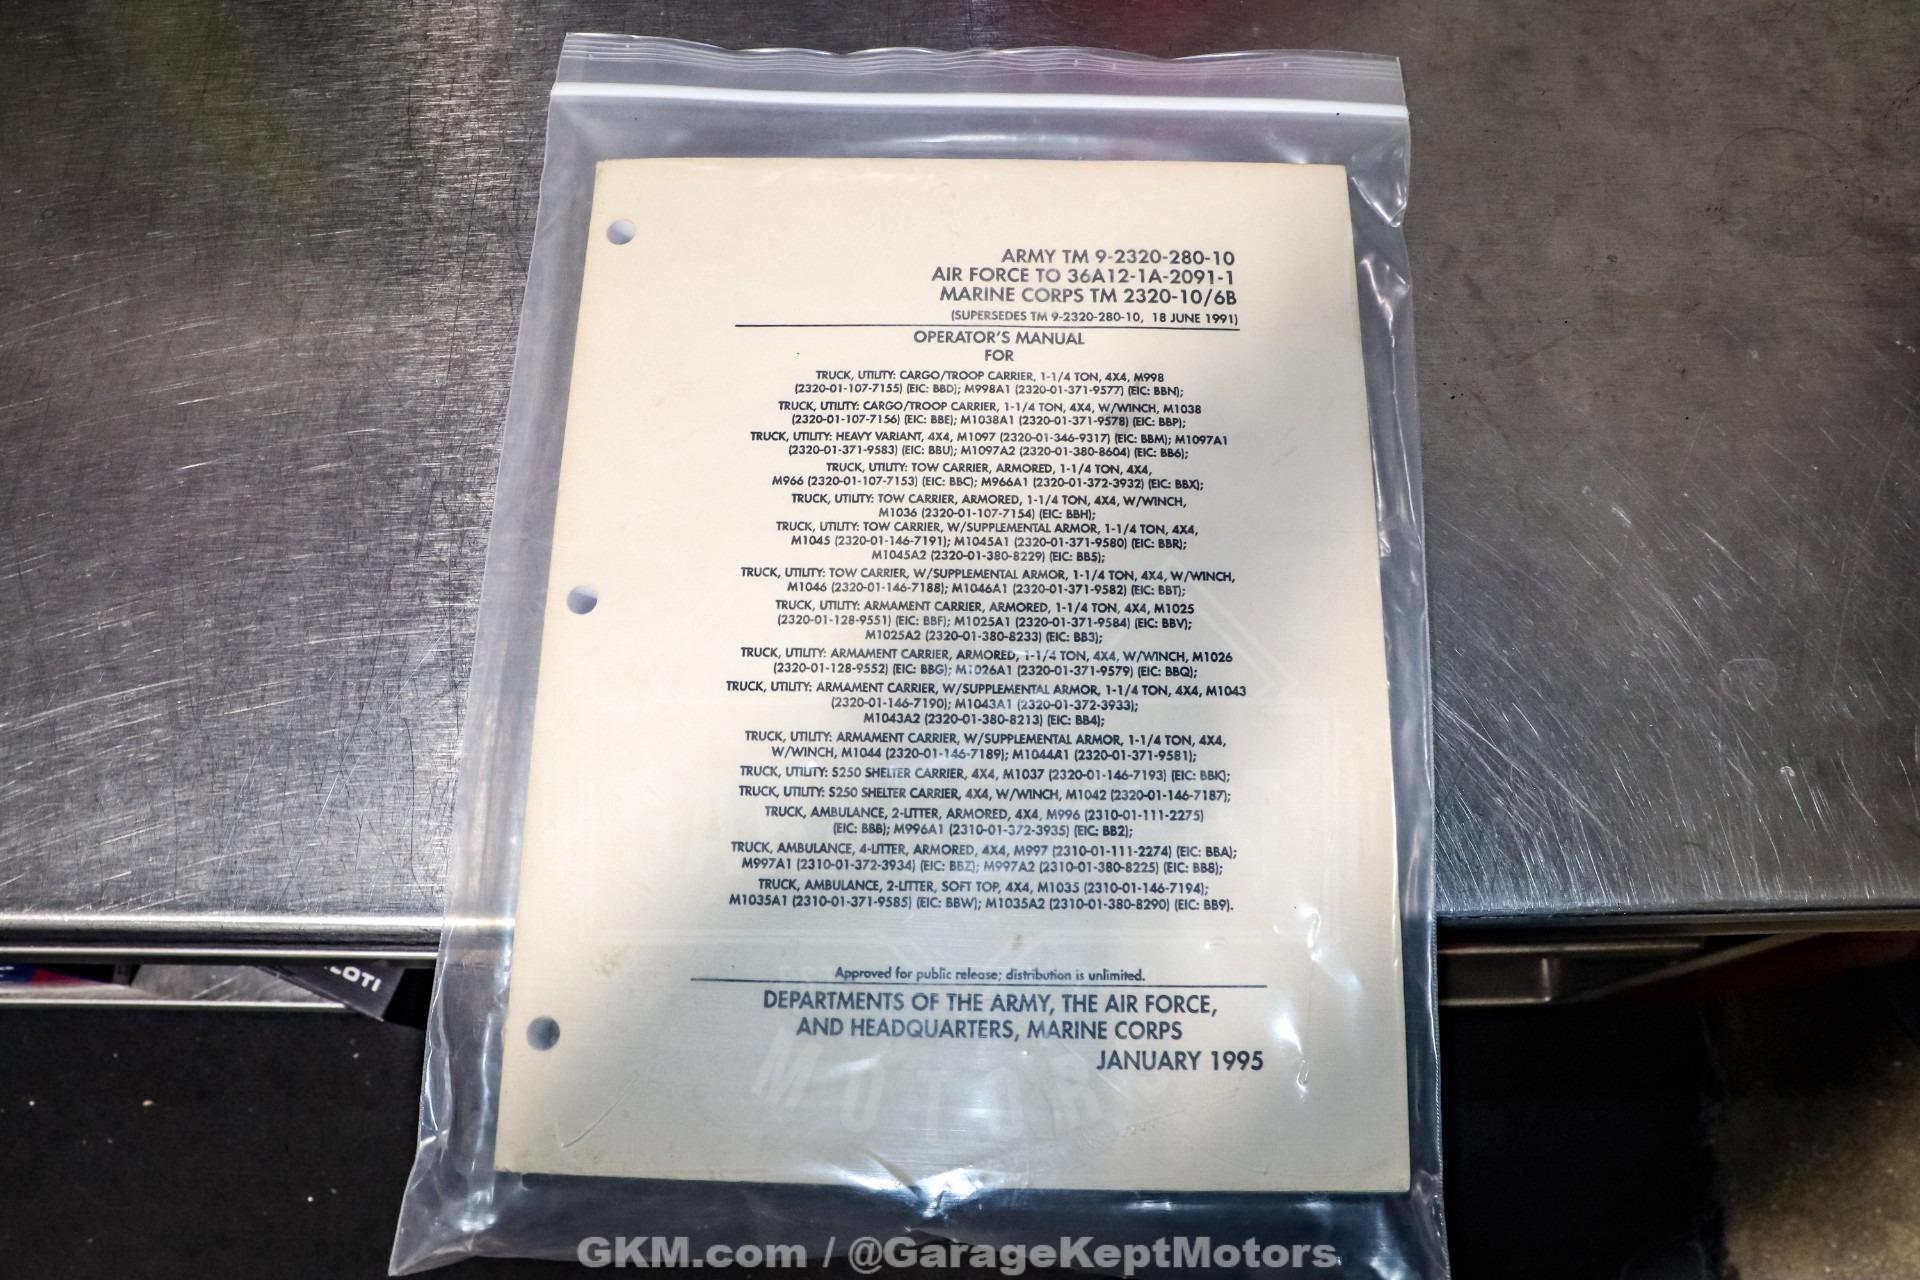 ARMY TM 9-2320-280-10
AIR FORCE TO 36A12-1A-2091-1
MARINE CORPS TM 2320-10/6B
(SUPERSEDES TM 9-2320-280-10, 18 JUNE 1991)
OPERATOR'S MANUAL
FOR
TRUCK, UTILITY: CARGO/TROOP CARRIER, 1-1/4 TON, 4X4, M998
(2320-01-107-7155) (EIC: BBD); M998A1 (2320-01-371-9577) (EIC: BBN);
TRUCK, UTILITY: CARGO/TROOP CARRIER, 1-1/4 TON, 4X4, W/WINCH, M1038
(2320-01-107-7156) (EIC: BBE); M1038A1 (2320-01-371-9578) (EIC: BBP);
TRUCK, UTILITY: HEAVY VARIANT, 4X4, M1097 (2320-01-346-9317) (EIC: BBM); M1097A1
(2320-01-371-9583) (EIC: BBU); M1097A2 (2320-01-380-8604) (EIC: BB6);
TRUCK, UTILITY: TOW CARRIER, ARMORED, 1-1/4 TON, 4X4,
M966 (2320-01-107-7153) (EIC: BBC); M966A1 (2320-01-372-3932) (EIC: BBX);
TRUCK, UTILITY: TOW CARRIER, ARMORED, 1-1/4 TON, 4X4, W/WINCH,
M1036 (2320-01-107-7154) (EIC: BBH);
TRUCK, UTILITY: TOW CARRIER, W/SUPPLEMENTAL ARMOR, 1-1/4 TON, 4X4,
M1045 (2320-01-146-7191); M1045A1 (2320-01-371-9580) (EIC: BBR);
M1045A2 (2320-01-380-8229) (EIC: BB5);
TRUCK, UTILITY: TOW CARRIER, W/SUPPLEMENTAL ARMOR, 1-1/4 TON, 4X4, W/WINCH,
M1046 (2320-01-146-7188); M1046A1 (2320-01-371-9582) (EIC: BBT);
TRUCK, UTILITY: ARMAMENT CARRIER, ARMORED, 1-1/4 TON, 4X4, M1025
(2320-01-128-9551) (EIC: BBF); M1025A1 (2320-01-371-9584) (EIC: BBV);
M1025A2 (2320-01-380-8233) (EIC: BB3);
TRUCK, UTILITY: ARMAMENT CARRIER, ARMORED, 1-1/4 TON, 4X4, W/WINCH, M1026
(2320-01-128-9552) (EIC: BBG); M1026A1 (2320-01-371-9579) (EIC: BBQ);
TRUCK, UTILITY: ARMAMENT CARRIER, W/SUPPLEMENTAL ARMOR, 1-1/4 TON, 4X4, M1043
(2320-01-146-7190); M1043A1 (2320-01-372-3933);
M1043A2 (2320-01-380-8213) (EIC: BB4);
TRUCK, UTILITY: ARMAMENT CARRIER, W/SUPPLEMENTAL ARMOR, 1-1/4 TON, 4X4,
W/WINCH, M1044 (2320-01-146-7189); M1044A1 (2320-01-371-9581);
TRUCK, UTILITY: S250 SHELTER CARRIER, 4X4, M1037 (2320-01-146-7193) (EIC: BBK);
TRUCK, UTILITY: S250 SHELTER CARRIER, 4X4, W/WINCH, M1042 (2320-01-146-7187);
TRUCK, AMBULANCE, 2-LITTER, ARMORED, 4X4, M996 (2310-01-111-2275)
(EIC: BBB); M996A1 (2310-01-372-3935) (EIC: BB2);
TRUCK, AMBULANCE, 4-LITTER, ARMORED, 4X4, M997 (2310-01-111-2274) (EIC: BBA);
M997A1 (2310-01-372-3934) (EIC: BBZ); M997A2 (2310-01-380-8225) (EIC: BB8);
TRUCK, AMBULANCE, 2-LITTER, SOFT TOP, 4X4, M1035 (2310-01-146-7194);
M1035A1 (2310-01-371-9585) (EIC: BBW); M1035A2 (2310-01-380-8290) (EIC: BB9).
Approved for public release; distribution is unlimited.
DEPARTMENTS OF THE ARMY, THE AIR FORCE,
AND HEADQUARTERS, MARINE CORPS
JANUARY 1995
MOTORS
GKM.com / @GarageKeptMotors